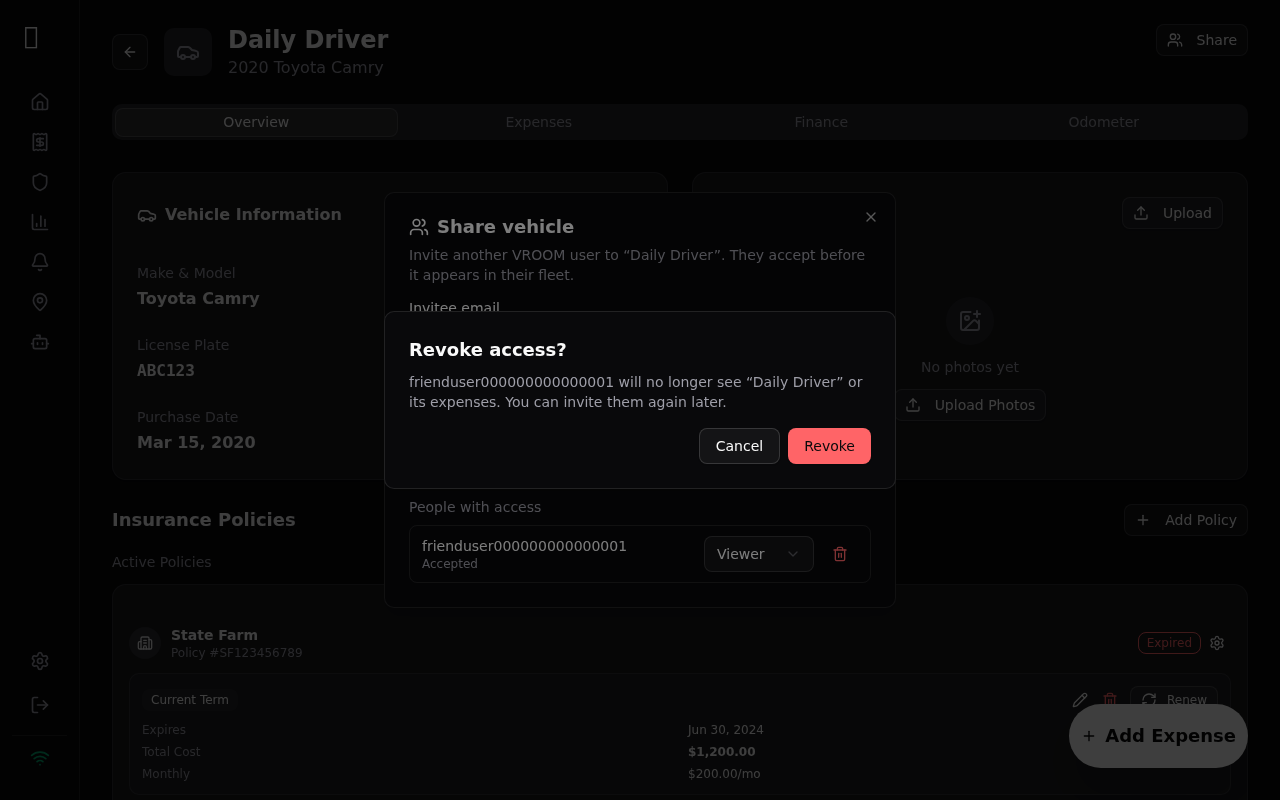 Daily Driver
2020 Toyota Camry
Share
Overview
Expenses
Finance
Odometer
Vehicle Information
Upload
Make & Model
Toyota Camry
License Plate
ABC123
Purchase Date
Mar 15, 2020
No photos yet
Upload Photos
Share vehicle
Invite another VROOM user to “Daily Driver”. They accept before
it appears in their fleet.
Invitee email
Revoke access?
frienduser000000000000001 will no longer see “Daily Driver” or
its expenses. You can invite them again later.
Cancel
Revoke
People with access
frienduser000000000000001
Accepted
Viewer
Insurance Policies
Add Policy
Active Policies
State Farm
Policy #SF123456789
Expired
Current Term
Renew
Expires
Jun 30, 2024
Total Cost
$1,200.00
Monthly
$200.00/mo
Add Expense